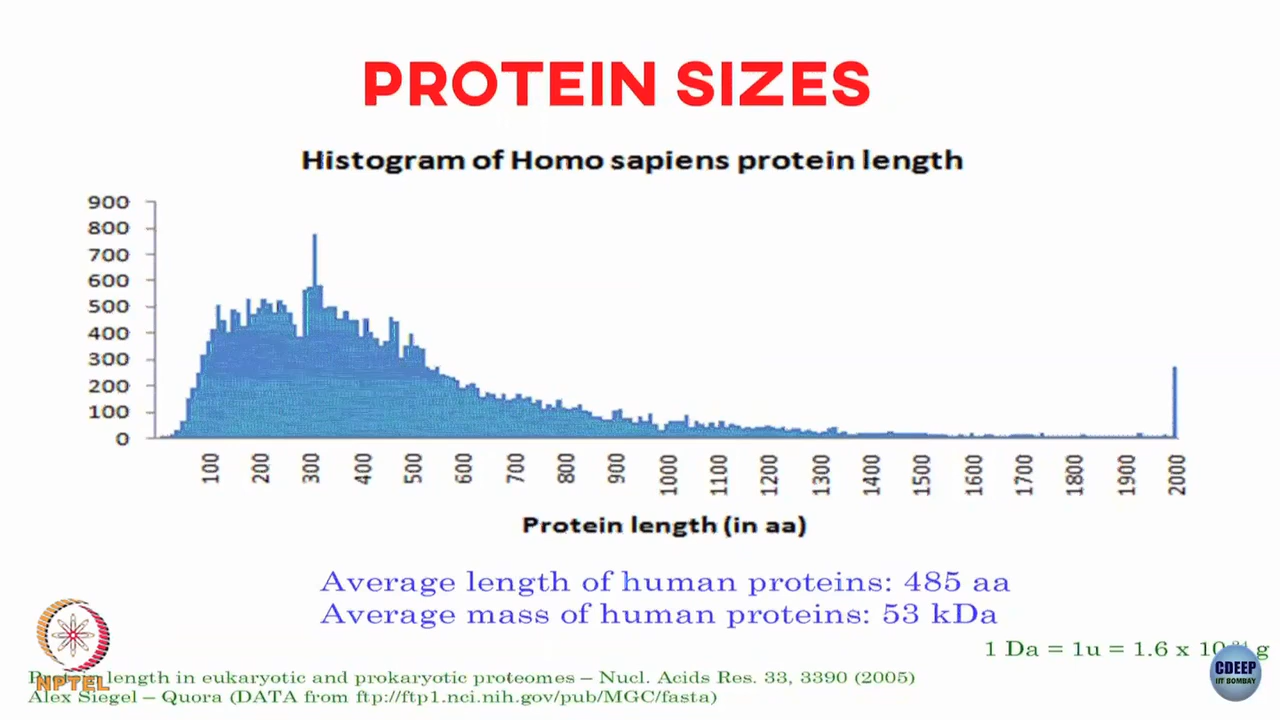 PROTEIN SIZES
Histogram of Homo sapiens protein length
900
800
700
600
500
400
300
200
100
0
100 200 300 400 500 600 700 800 900 1000 1100 1200 1300 1400 1500 1600 1700 1800 1900 2000
Protein length (in aa)
Average length of human proteins: 485 aa
Average mass of human proteins: 53 kDa
1 Da = 1u = 1.6 x g
length in eukaryotic and prokaryotic proteomes – Nucl. Acids Res. 33, 3390 (2005)
NPTEL
Alex Siegel – Quora (DATA from ftp://ftp1.nci.nih.gov/pub/MGC/fasta)
CDEEP
IIT BOMBAY